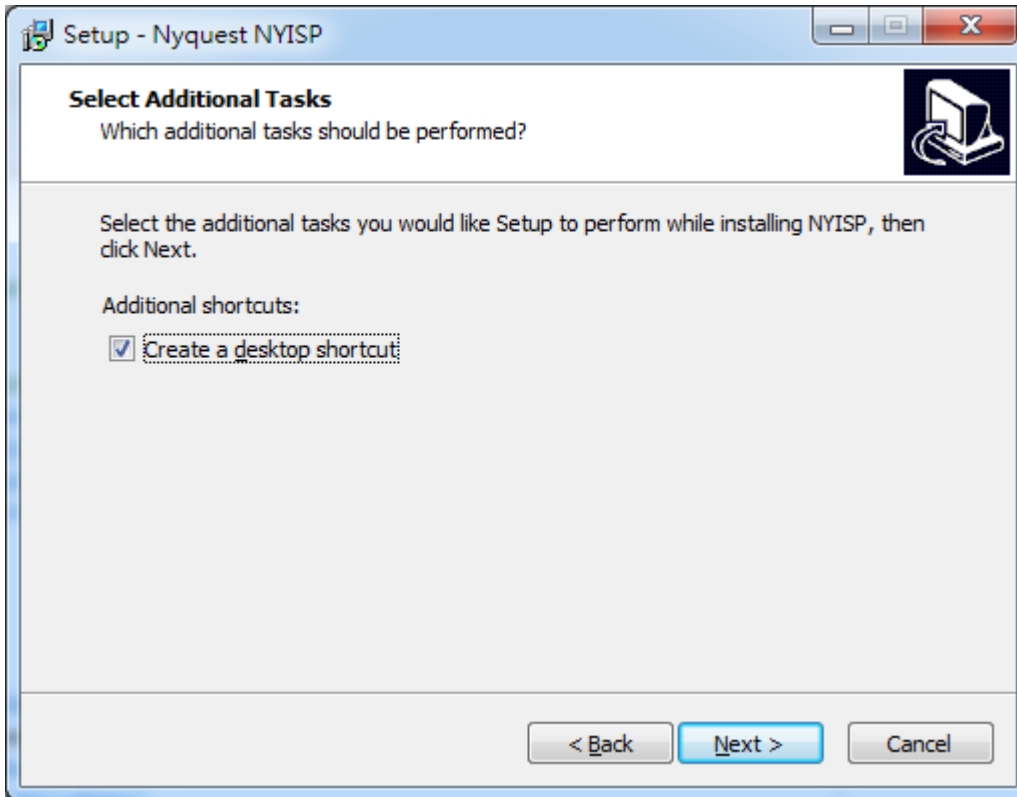 Setup - Nyquest NYISP
Select Additional Tasks
Which additional tasks should be performed?
Select the additional tasks you would like Setup to perform while installing NYISP, then
click Next.
Additional shortcuts:
Create a desktop shortcut
< Back Next > Cancel